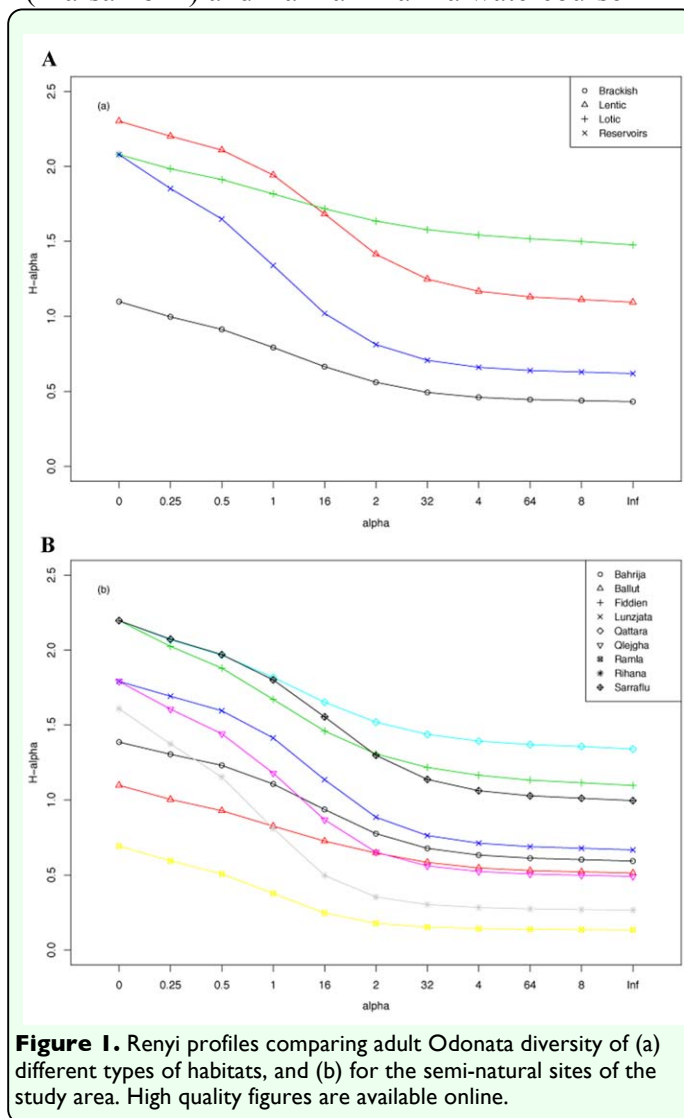 A
(a)
Brackish
Lentic
Lotic
Reservoirs
2.5
2.0
1.5
1.0
0.5
0.0
H-alpha
0 0.25 0.5 1 16 2 32 4 64 8 Inf
alpha
B
(b)
Bahrija
Ballut
Fiddien
Lunzjata
Qattara
Qlejgha
Ramla
Rihana
Sarraflu
2.5
2.0
1.5
1.0
0.5
0.0
H-alpha
0 0.25 0.5 1 16 2 32 4 64 8 Inf
alpha
Figure 1. Renyi profiles comparing adult Odonata diversity of (a)
different types of habitats, and (b) for the semi-natural sites of the
study area. High quality figures are available online.